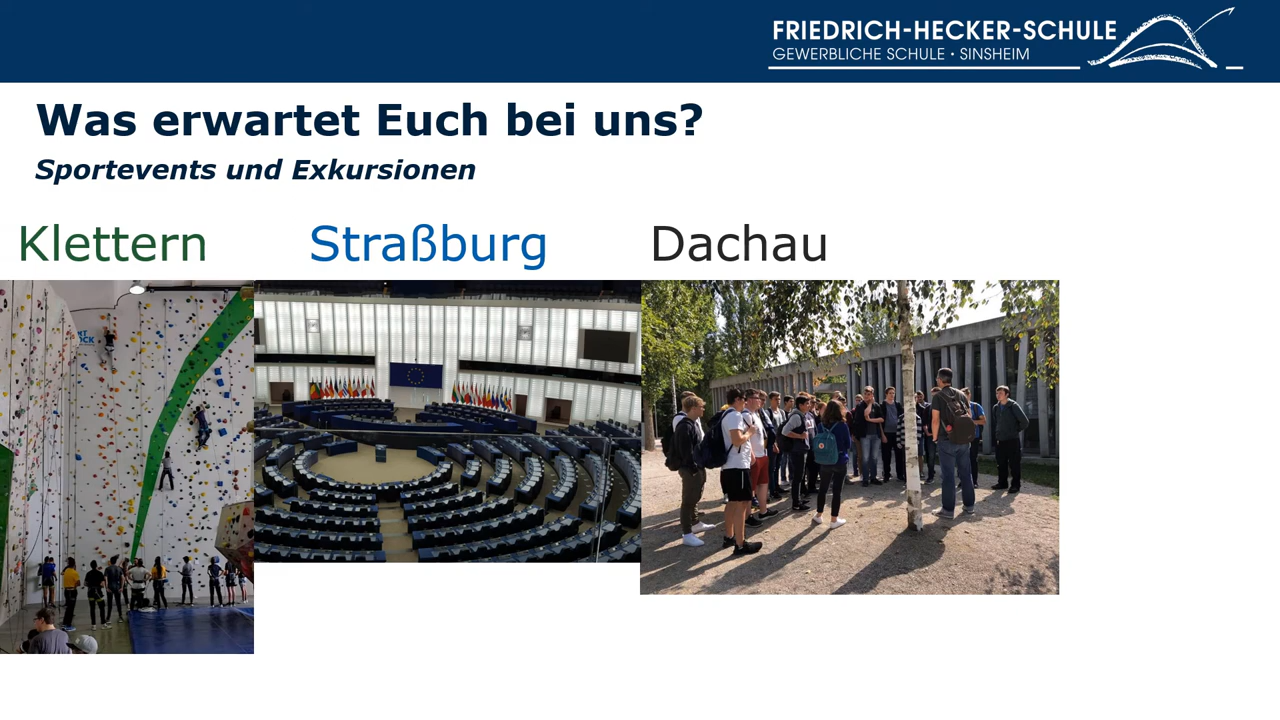 FRIEDRICH-HECKER-SCHULE
GEWERBLICHE SCHULE • SINSHEIM
Was erwartet Euch bei uns?
Sportevents und Exkursionen
Klettern
Straßburg
Dachau